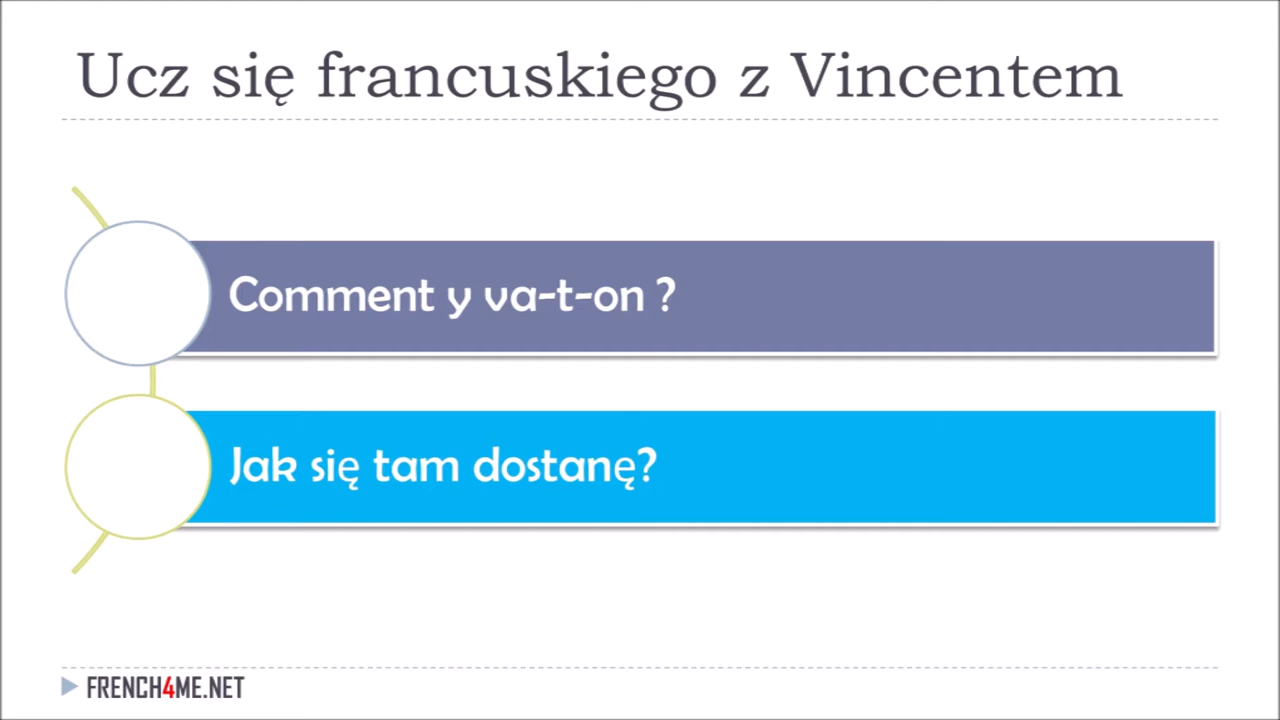 Ucz się francuskiego z Vincentem
Comment y va-t-on ?
Jak się tam dostanę?
FRENCH4ME.NET